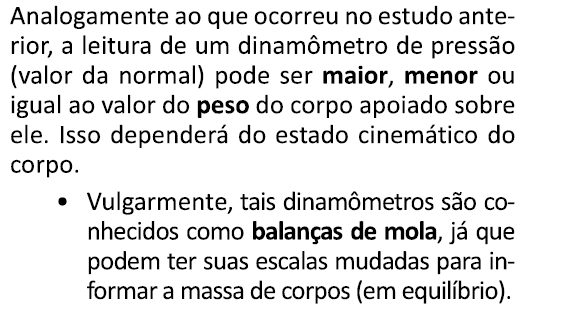 Analogamente ao que ocorreu no estudo ante-
rior, a leitura de um dinamômetro de pressão
(valor da normal) pode ser maior, menor ou
igual ao valor do peso do corpo apoiado sobre
ele. Isso dependerá do estado cinemático do
corpo.
• Vulgarmente, tais dinamômetros são co-
nhecidos como balanças de mola, já que
podem ter suas escalas mudadas para in-
formar a massa de corpos (em equilíbrio).